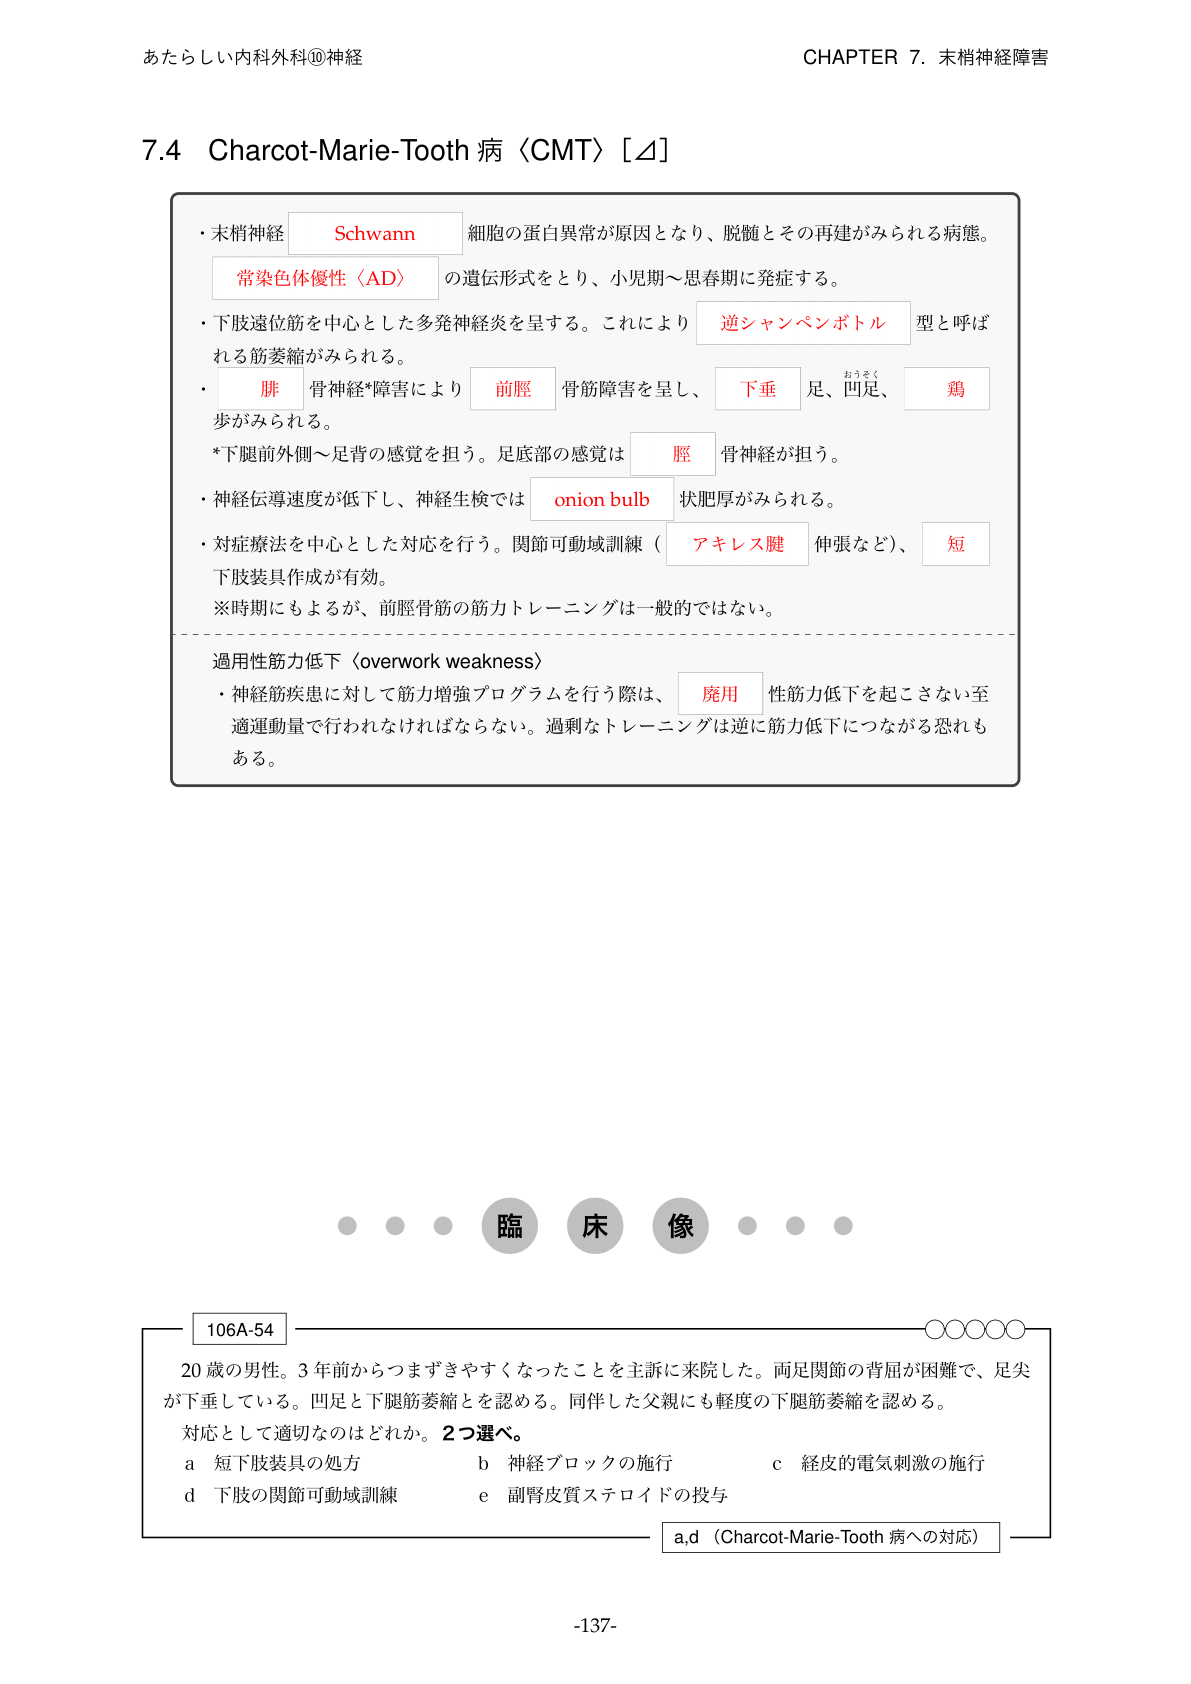 あたらしい内科外科⑩神経
CHAPTER 7. 末梢神経障害
7.4 Charcot-Marie-Tooth 病〈CMT〉[⊿]
・末梢神経 Schwann 細胞の蛋白異常が原因となり、脱髄とその再建がみられる病態。
常染色体優性〈AD〉 の遺伝形式をとり、小児期〜思春期に発症する。
・下肢遠位筋を中心とした多発神経炎を呈する。これにより 逆シャンペンボトル 型と呼ば
れる筋萎縮がみられる。
おうそく
・ 腓 骨神経*障害により 前脛 骨筋障害を呈し、 下垂 足、凹足、 鶏
歩がみられる。
*下腿前外側〜足背の感覚を担う。足底部の感覚は 脛 骨神経が担う。
・神経伝導速度が低下し、神経生検では onion bulb 状肥厚がみられる。
・対症療法を中心とした対応を行う。関節可動域訓練（ アキレス腱 伸張など）、 短
下肢装具作成が有効。
※時期にもよるが、前脛骨筋の筋力トレーニングは一般的ではない。
過用性筋力低下〈overwork weakness〉
・神経筋疾患に対して筋力増強プログラムを行う際は、 廃用 性筋力低下を起こさない至
適運動量で行われなければならない。過剰なトレーニングは逆に筋力低下につながる恐れも
ある。
臨床像
106A-54
20 歳の男性。3 年前からつまずきやすくなったことを主訴に来院した。両足関節の背屈が困難で、足尖
が下垂している。凹足と下腿筋萎縮とを認める。同伴した父親にも軽度の下腿筋萎縮を認める。
対応として適切なのはどれか。2つ選べ。
a 短下肢装具の処方 b 神経ブロックの施行 c 経皮的電気刺激の施行
d 下肢の関節可動域訓練 e 副腎皮質ステロイドの投与
a,d （Charcot-Marie-Tooth 病への対応）
-137-